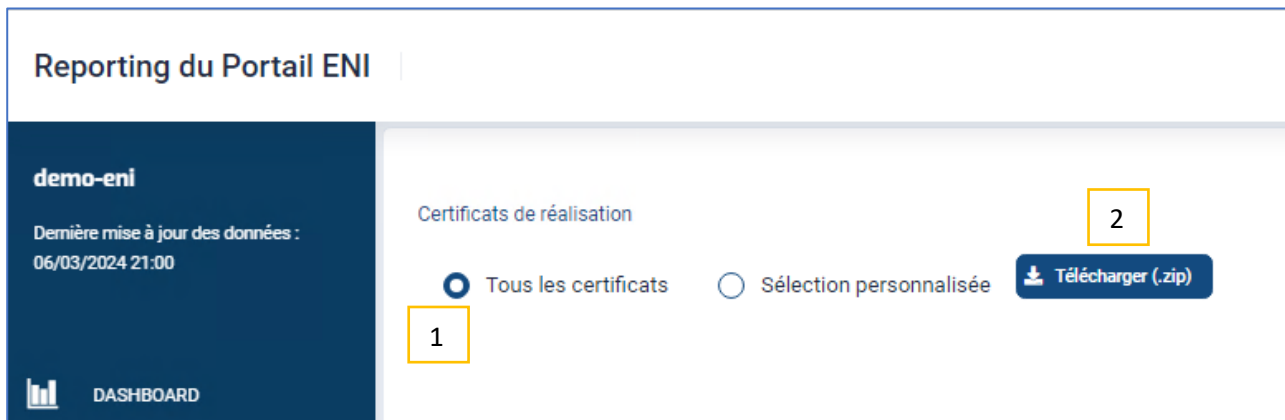 Reporting du Portail ENI
demo-eni
Dernière mise à jour des données :
06/03/2024 21:00
DASHBOARD
Certificats de réalisation
Tous les certificats
Sélection personnalisée
Télécharger (.zip)
1
2